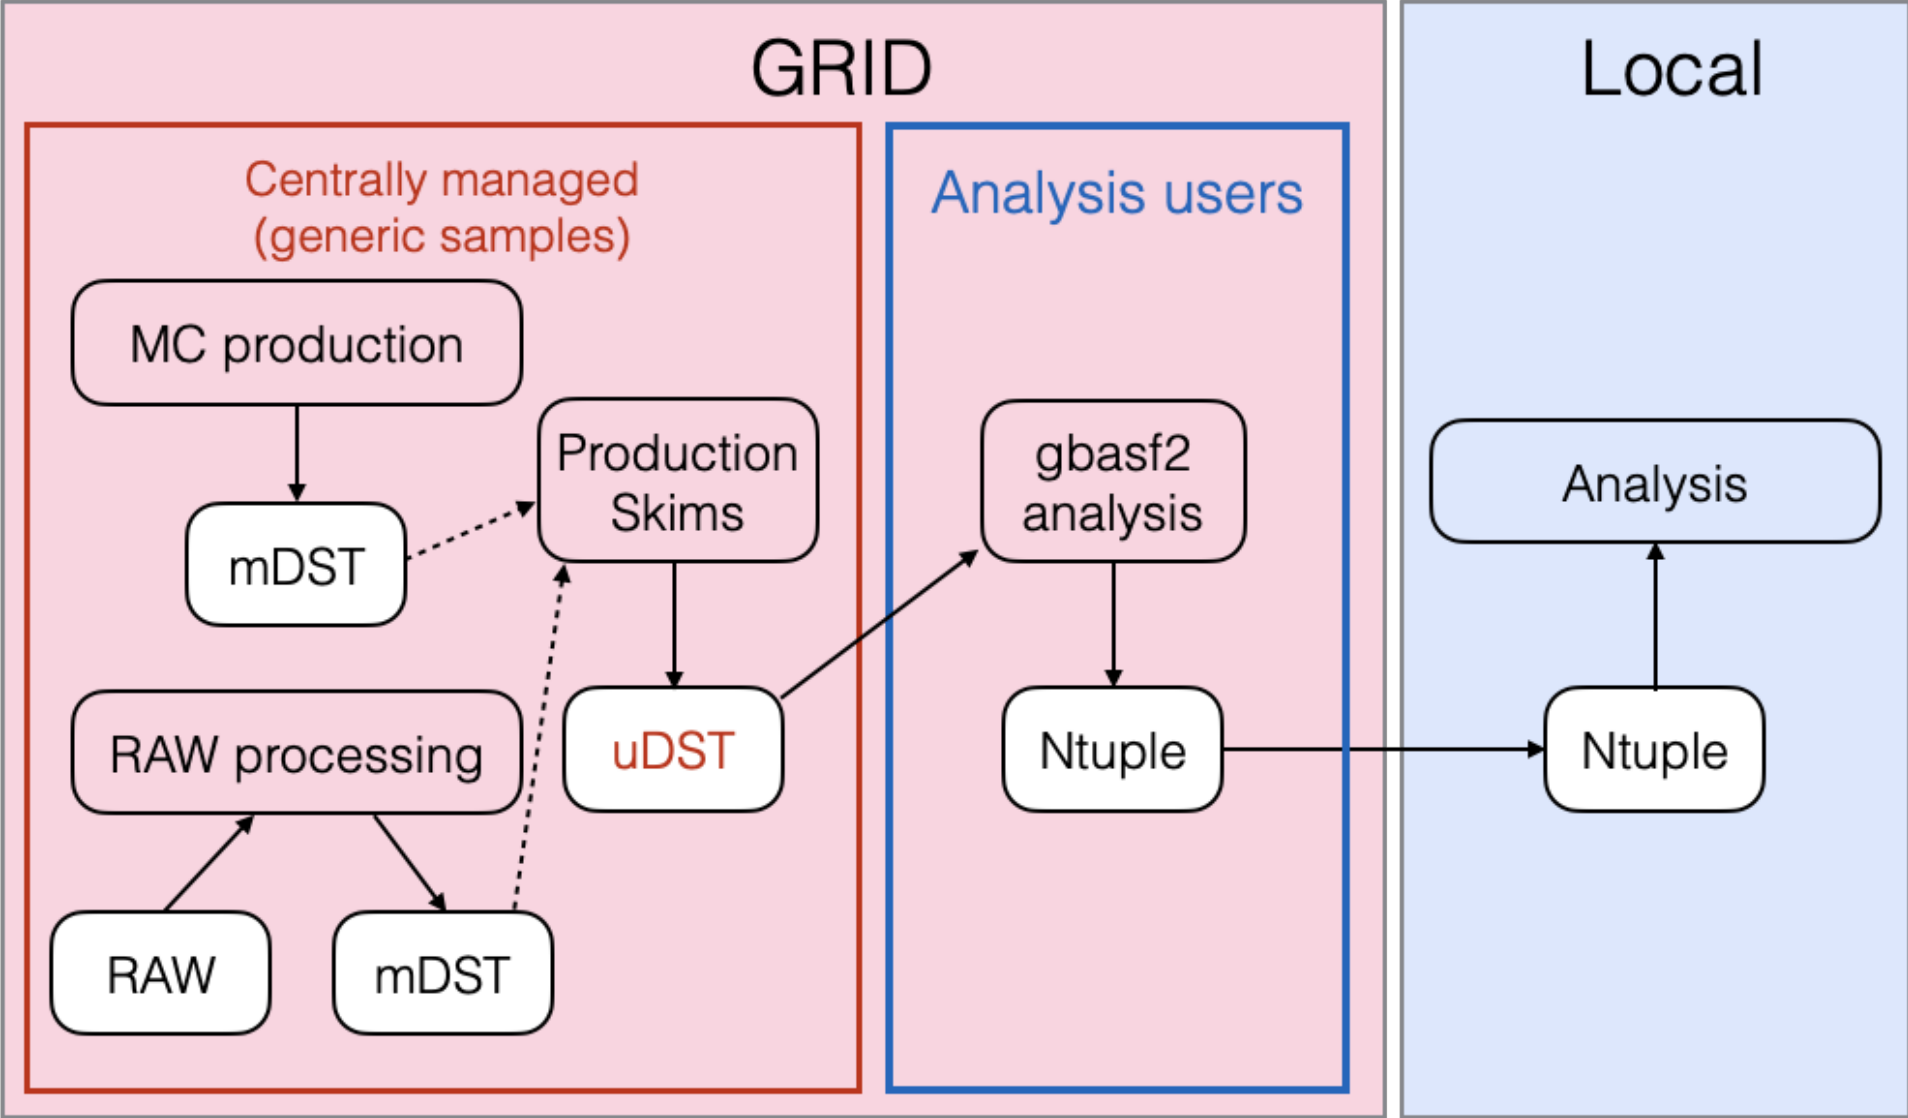 GRID
Centrally managed
(generic samples)
MC production
mDST
Production
Skims
RAW processing
uDST
RAW
mDST
Analysis users
gbasf2
analysis
Ntuple
Local
Analysis
Ntuple